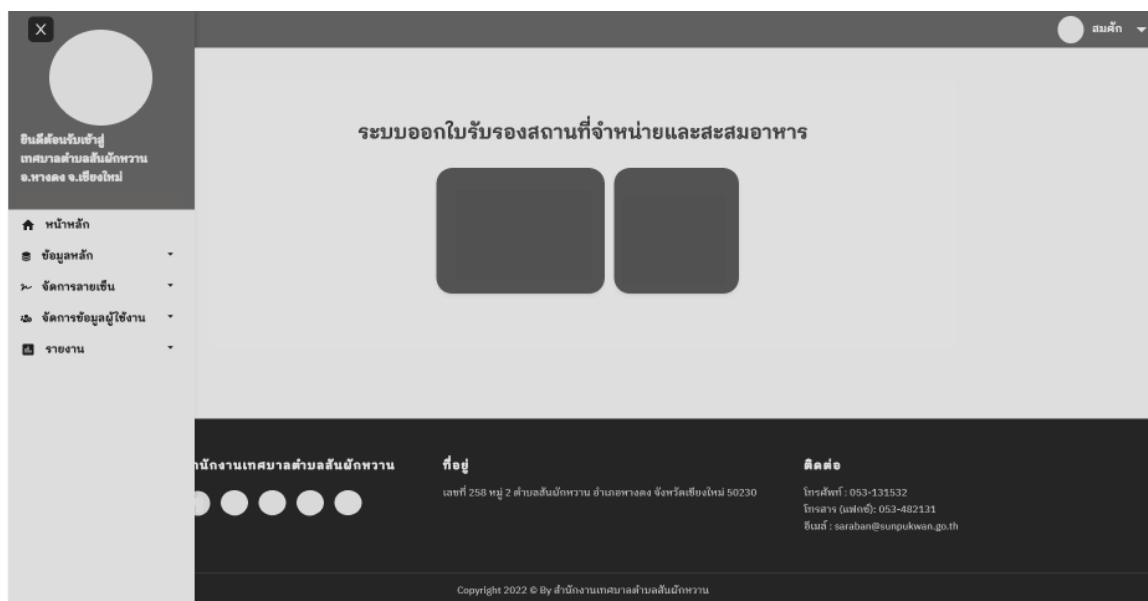 X
สมศัก
ยินดีต้อนรับเข้าสู่
เทศบาลตำบลสันผักหวาน
อ.หางดง จ.เชียงใหม่
หน้าหลัก
ข้อมูลหลัก
จัดการลายเซ็น
จัดการข้อมูลผู้ใช้งาน
รายงาน
ระบบออกใบรับรองสถานที่จำหน่ายและสะสมอาหาร
นักงานเทศบาลตำบลสันผักหวาน
ที่อยู่
เลขที่ 258 หมู่ 2 ตำบลสันผักหวาน อำเภอหางดง จังหวัดเชียงใหม่ 50230
ติดต่อ
โทรศัพท์ : 053-131532
โทรสาร (แฟกซ์): 053-482131
อีเมล์ : saraban@sunpukwan.go.th
Copyright 2022 © By สำนักงานเทศบาลตำบลสันผักหวาน